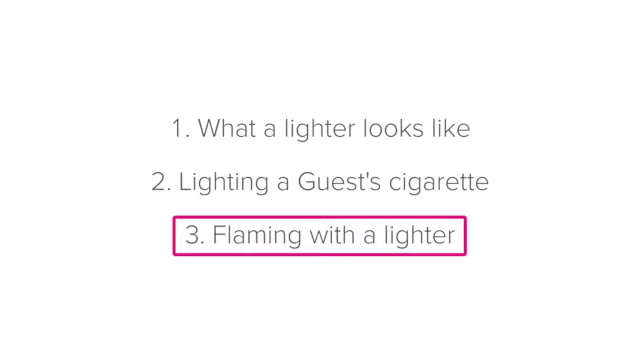 1. What a lighter looks like
2. Lighting a Guest's cigarette
3. Flaming with a lighter